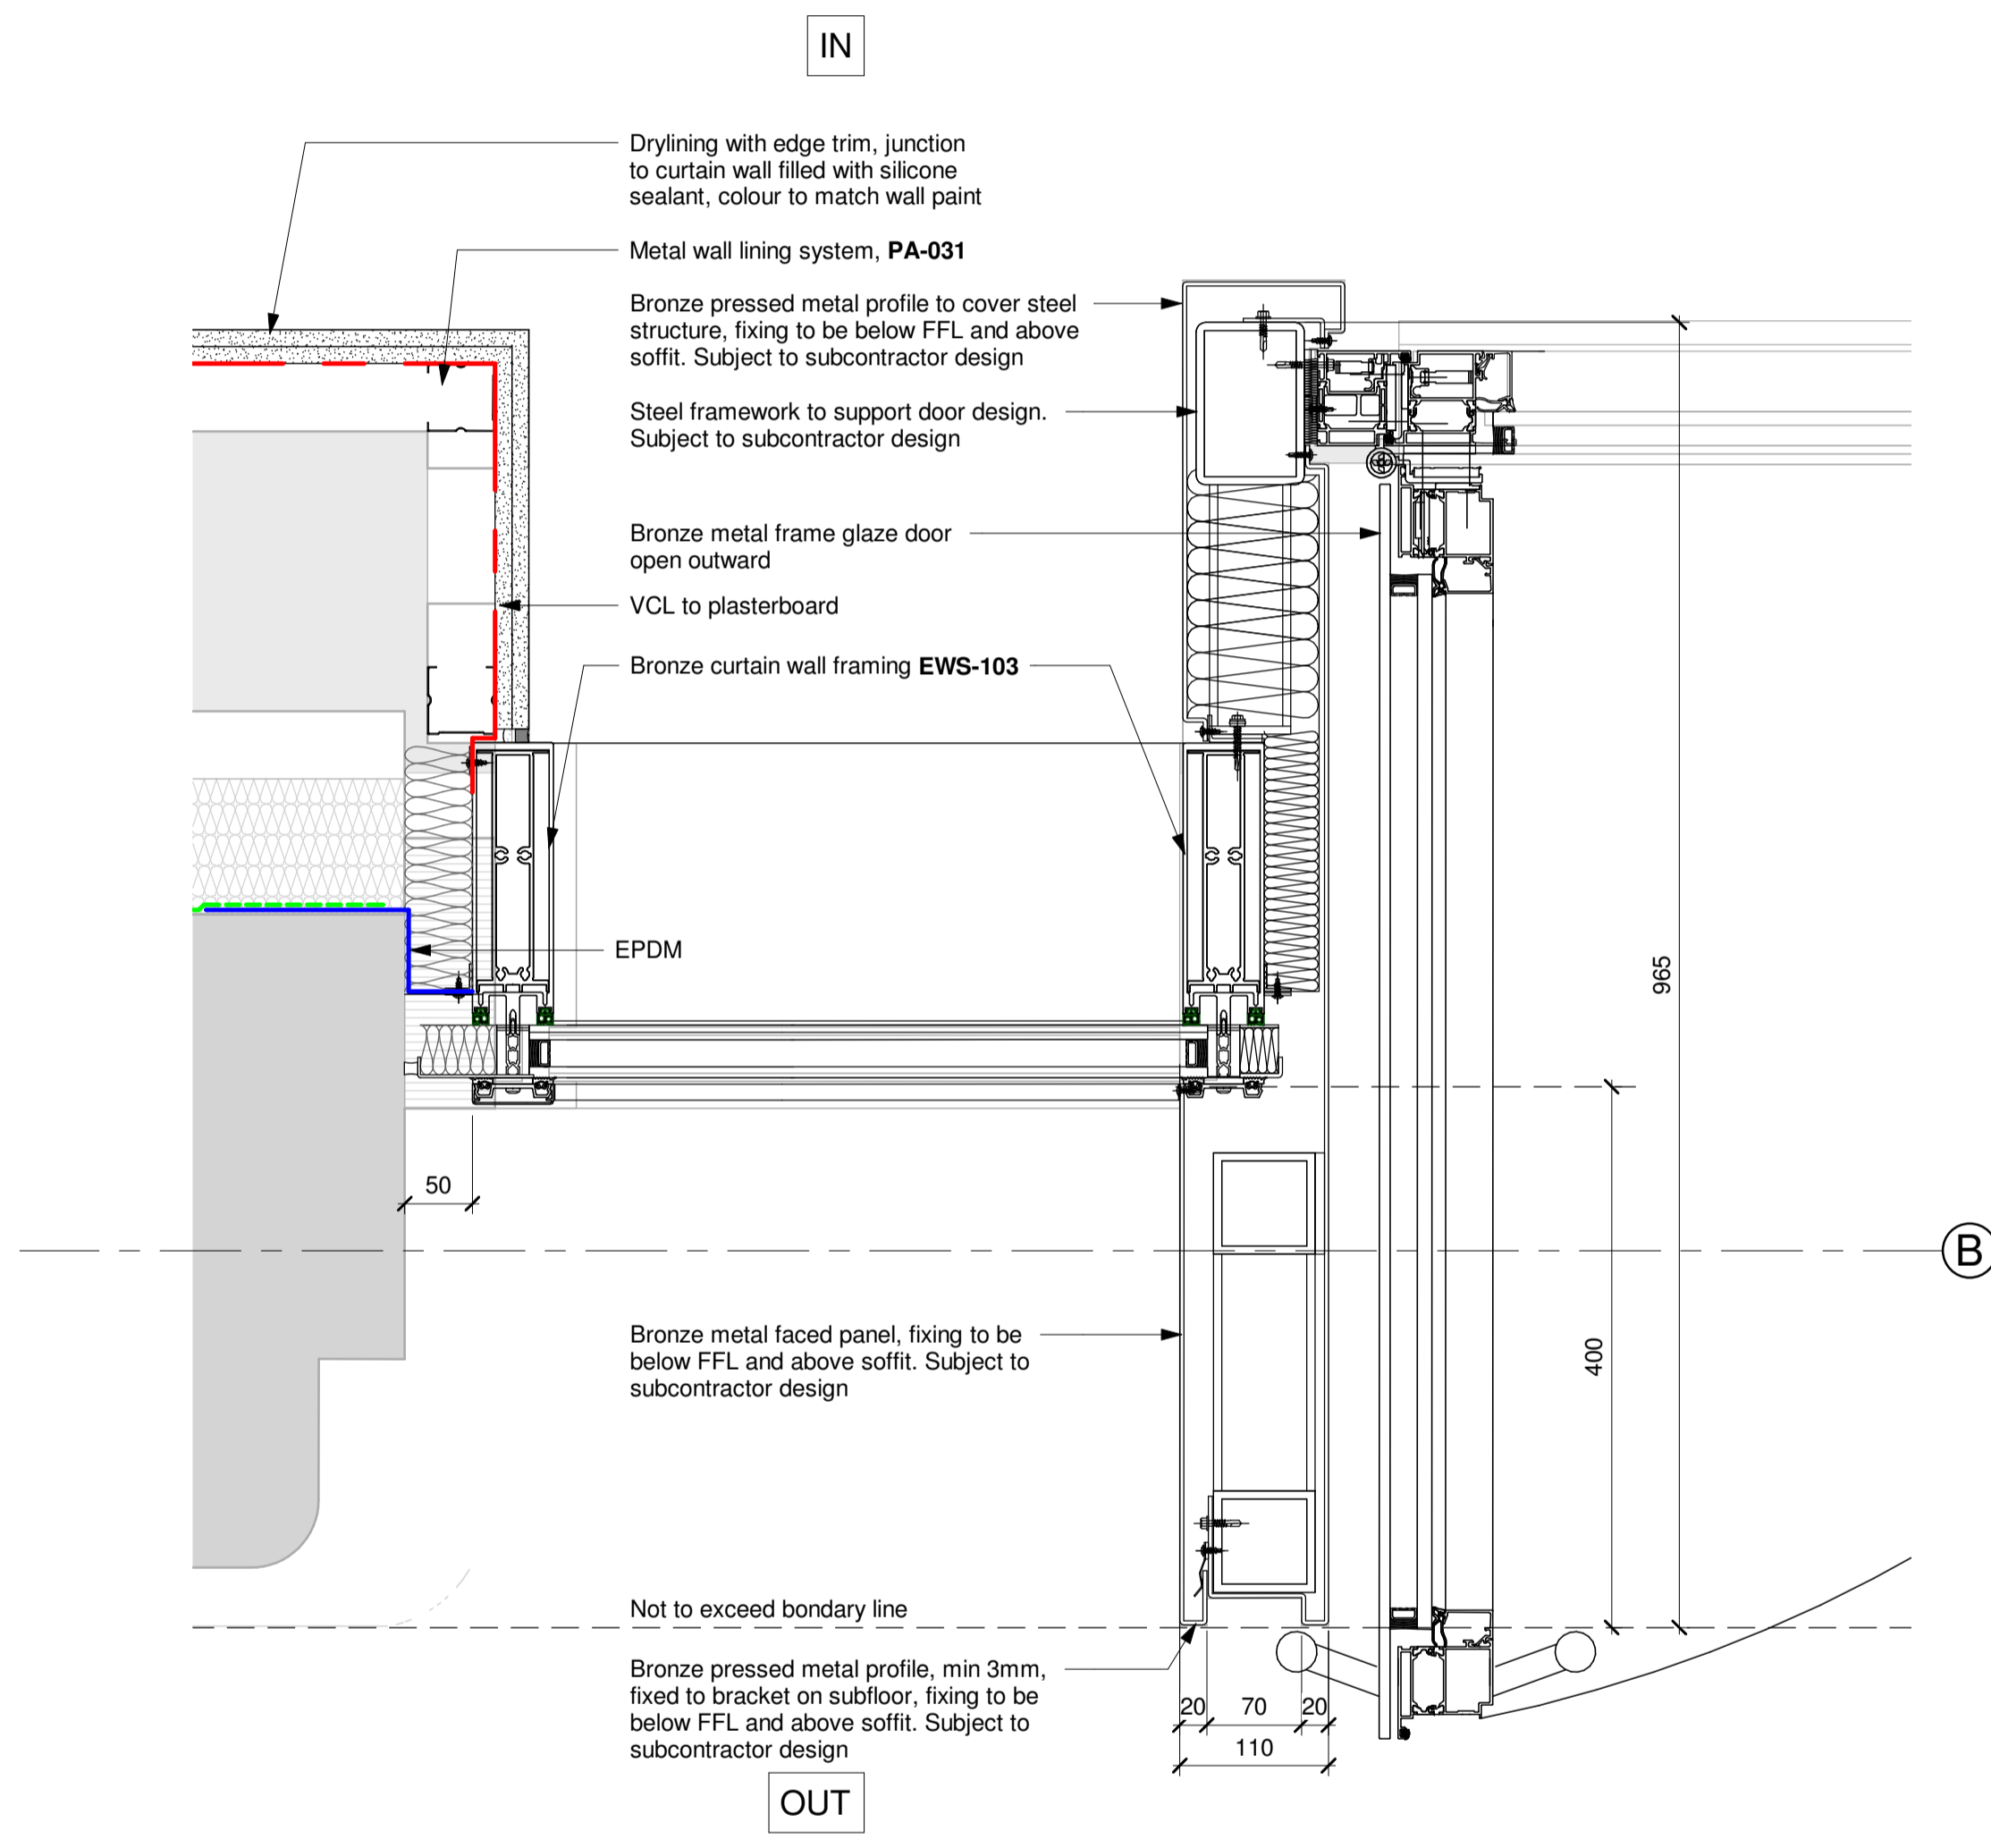 IN
Drylining with edge trim, junction
to curtain wall filled with silicone
sealant, colour to match wall paint
Metal wall lining system, PA-031
Bronze pressed metal profile to cover steel
structure, fixing to be below FFL and above
soffit. Subject to subcontractor design
Steel framework to support door design.
Subject to subcontractor design
Bronze metal frame glaze door
open outward
VCL to plasterboard
Bronze curtain wall framing EWS-103
EPDM
965
50
B
Bronze metal faced panel, fixing to be
below FFL and above soffit. Subject to
subcontractor design
400
Not to exceed bondary line
Bronze pressed metal profile, min 3mm,
fixed to bracket on subfloor, fixing to be
below FFL and above soffit. Subject to
subcontractor design
20 70 20
110
OUT